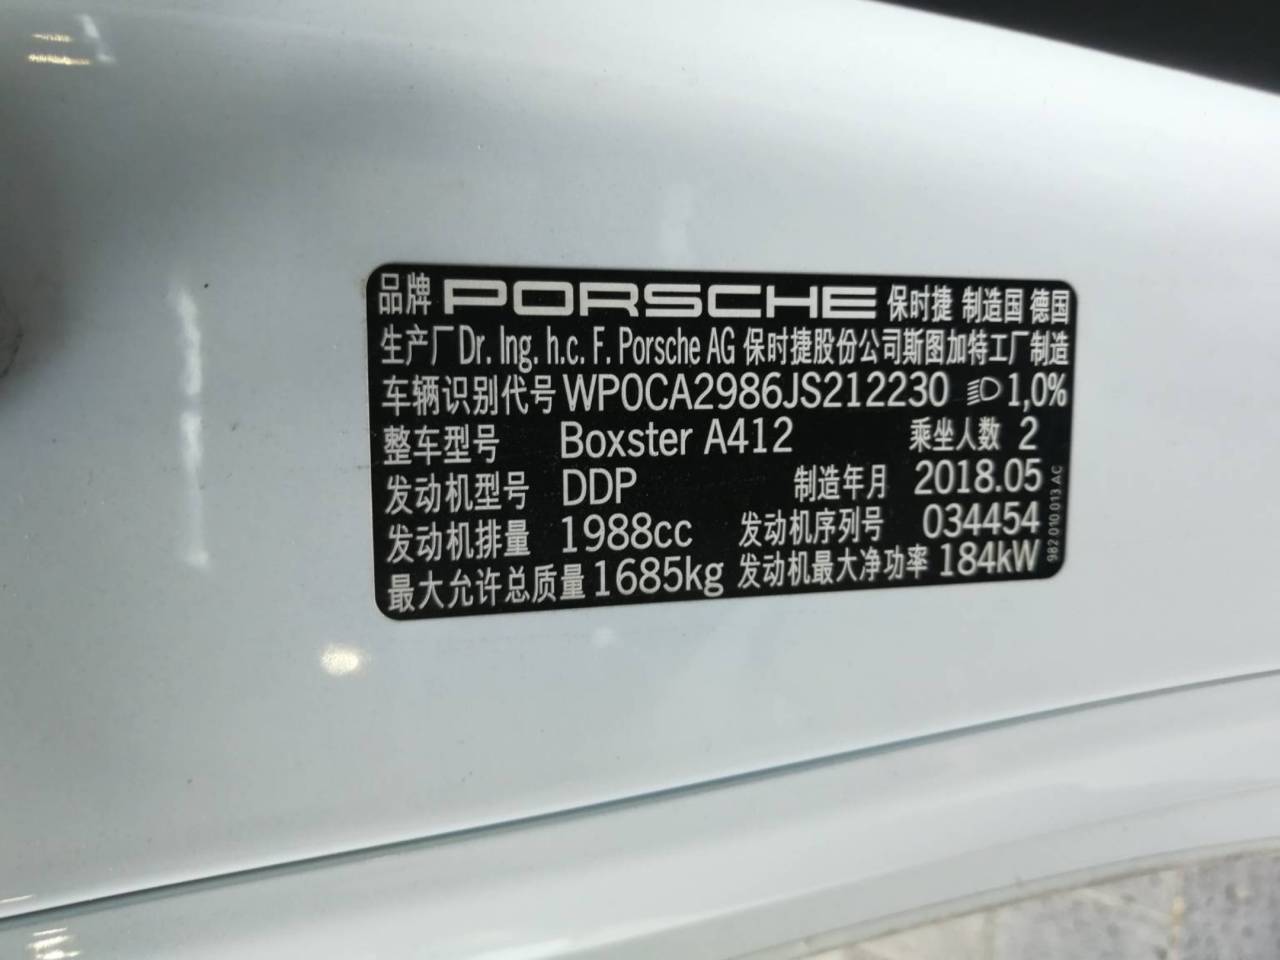 品牌 PORSCHE 保时捷 制造国 德国
生产厂 Dr. Ing. h.c. F. Porsche AG 保时捷股份公司斯图加特工厂制造
车辆识别代号 WP0CA2986JS212230 1,0%
整车型号 Boxster A412 乘坐人数 2
发动机型号 DDP 制造年月 2018.05
发动机排量 1988cc 发动机序列号 034454
最大允许总质量 1685kg 发动机最大净功率 184kW
982.010.013.AC